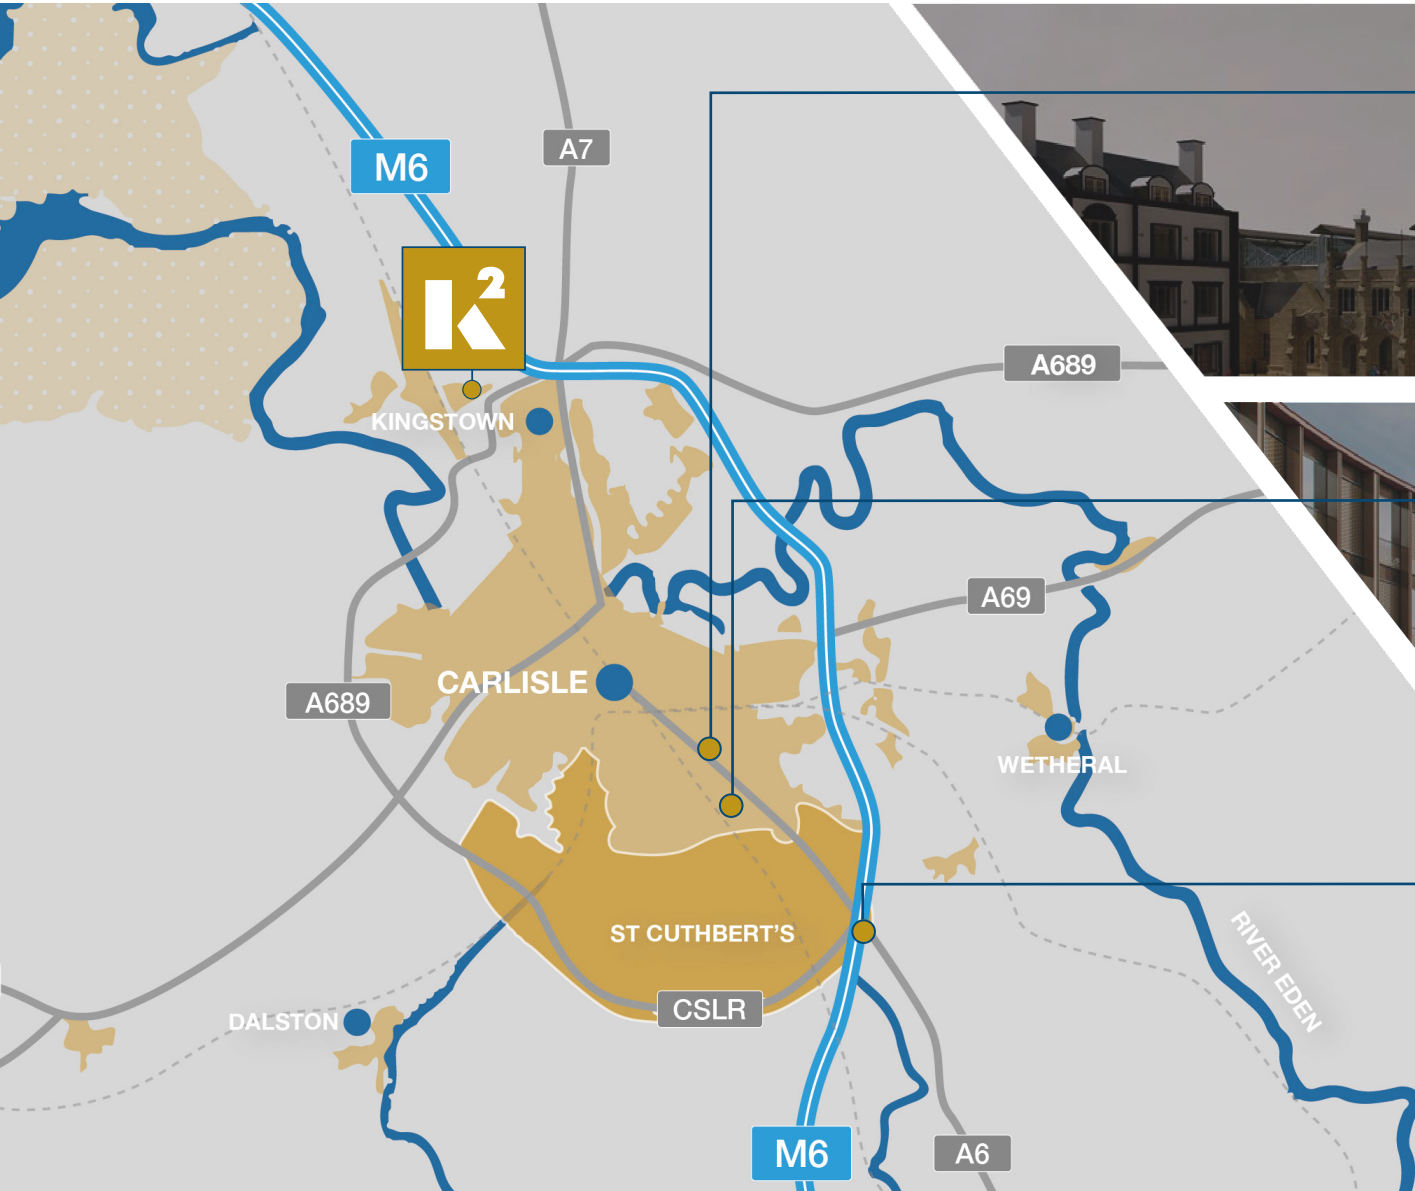 A7
M6
K²
A689
KINGSTOWN
A69
CARLISLE
A689
WETHERAL
ST CUTHBERT'S
RIVER EDEN
CSLR
DALSTON
M6
A6